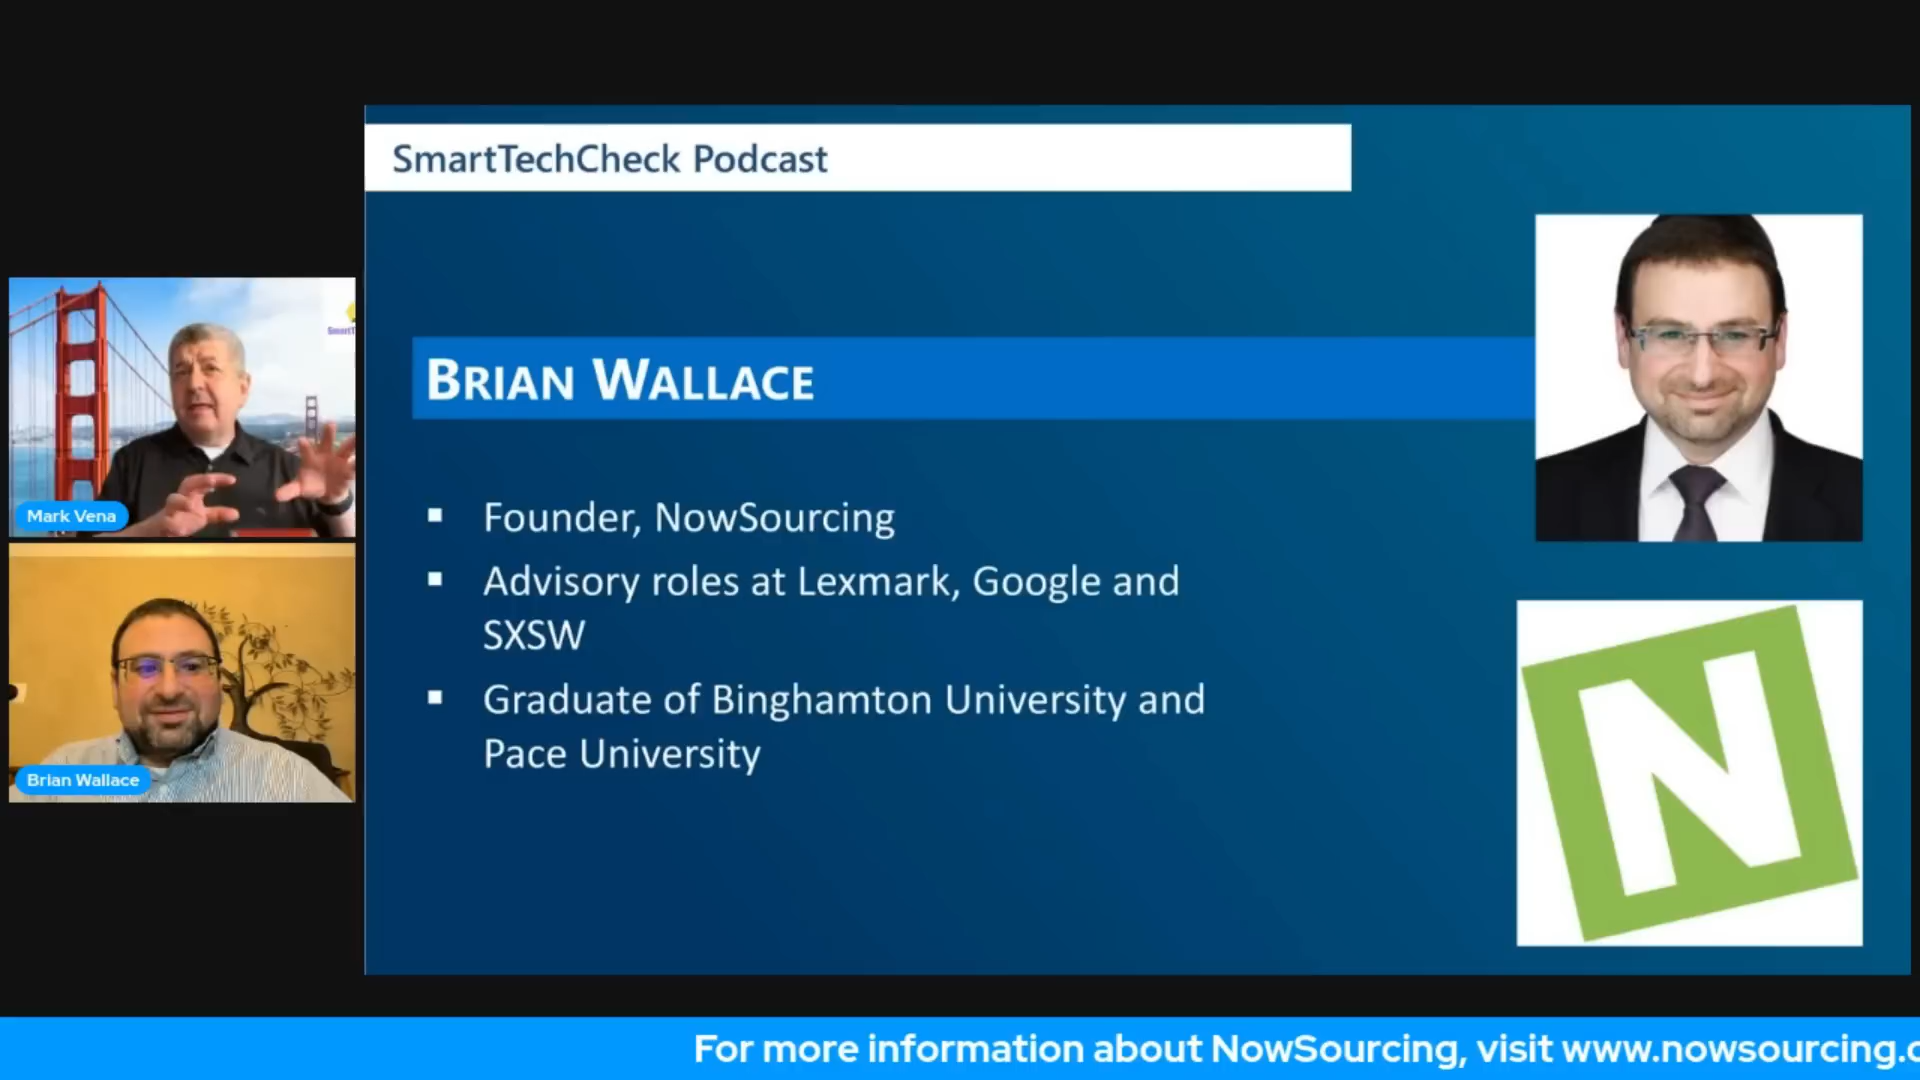 SmartTechCheck Podcast
BRIAN WALLACE
▪ Founder, NowSourcing
▪ Advisory roles at Lexmark, Google and
SXSW
▪ Graduate of Binghamton University and
Pace University
Mark Vena
Brian Wallace
N
For more information about NowSourcing, visit www.nowsourcing.c